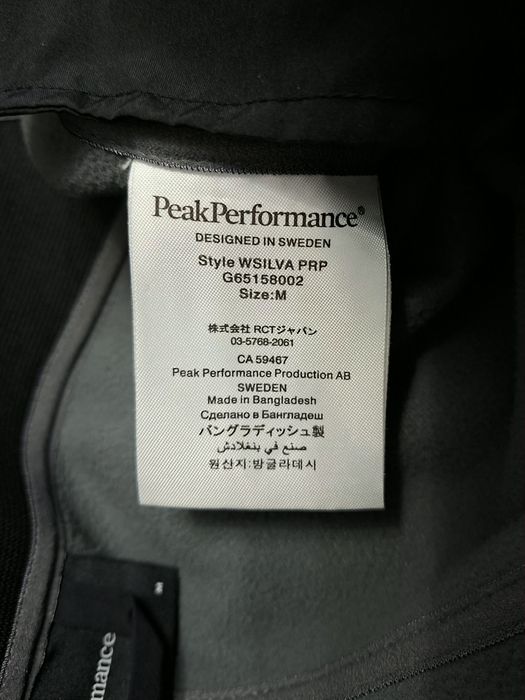 PeakPerformance®
DESIGNED IN SWEDEN
Style WSILVA PRP
G65158002
Size:M
株式会社 RCTジャパン
03-5768-2061
CA 59467
Peak Performance Production AB
SWEDEN
Made in Bangladesh
Сделано в Бангладеш
バングラディッシュ製
صنع في بنغلادش
원산지:방글라데시
mance